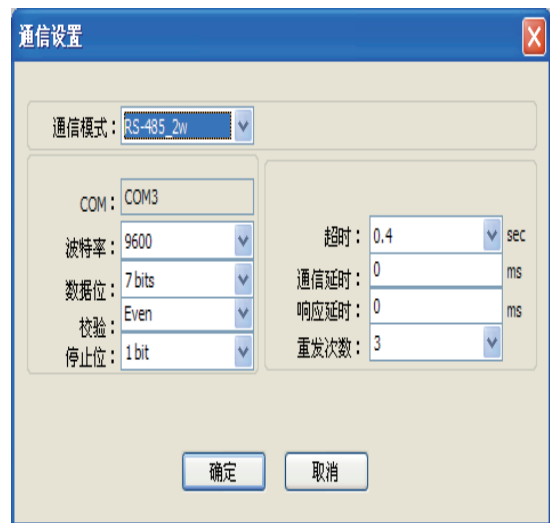 通信设置
通信模式： RS-485_2w
COM： COM3
波特率： 9600
数据位： 7 bits
校验： Even
停止位： 1 bit
超时： 0.4 sec
通信延时： 0 ms
响应延时： 0 ms
重发次数： 3
确定 取消